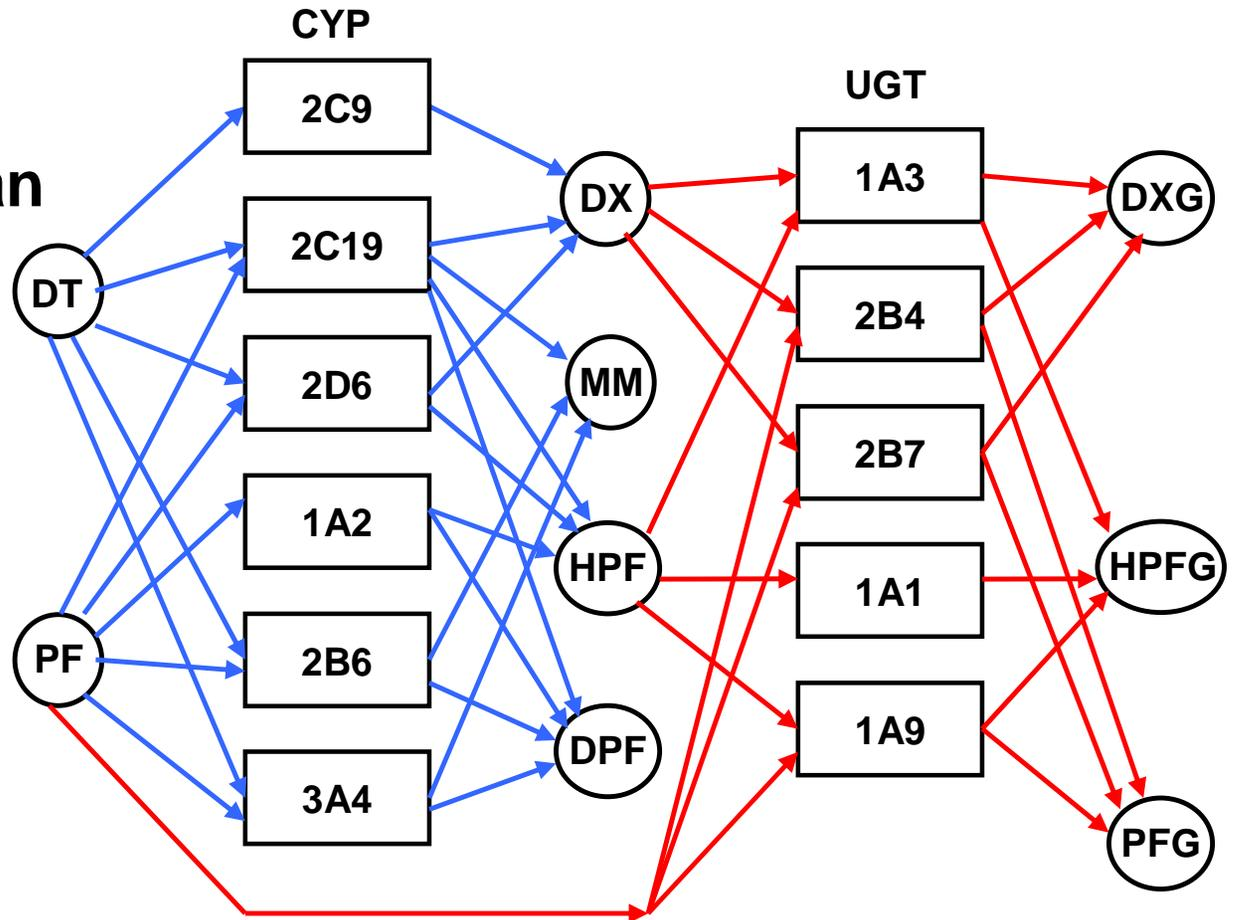 CYP
2C9
2C19
2D6
1A2
2B6
3A4
DT
PF
DX
MM
HPF
DPF
UGT
1A3
2B4
2B7
1A1
1A9
DXG
HPFG
PFG